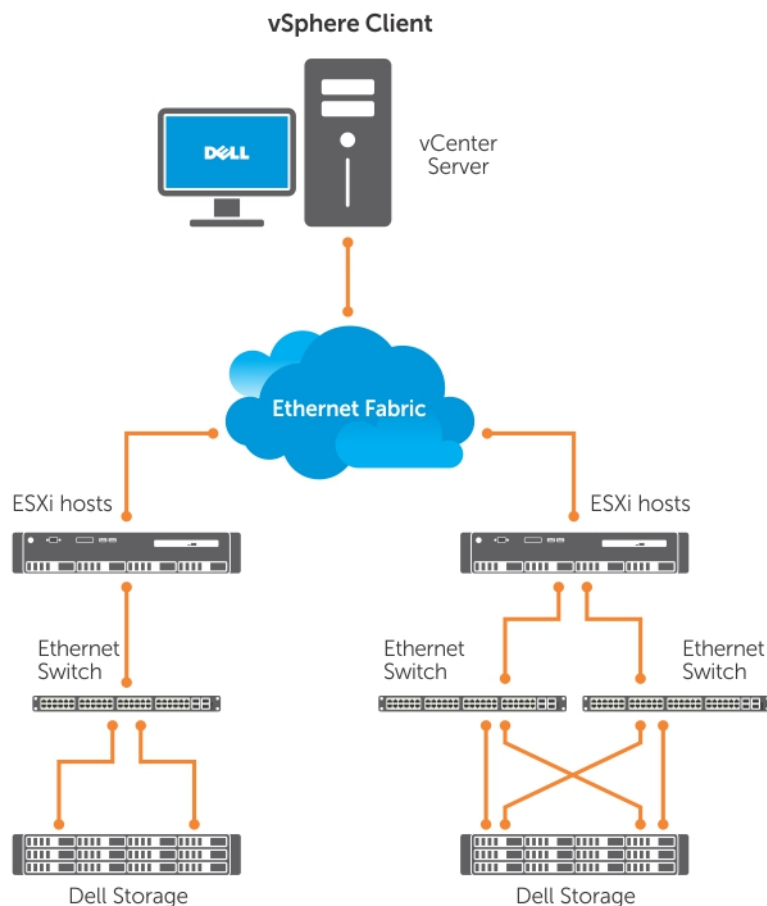 vSphere Client
DELL
vCenter
Server
Ethernet Fabric
ESXi hosts
ESXi hosts
Ethernet
Switch
Ethernet
Switch
Ethernet
Switch
Dell Storage
Dell Storage